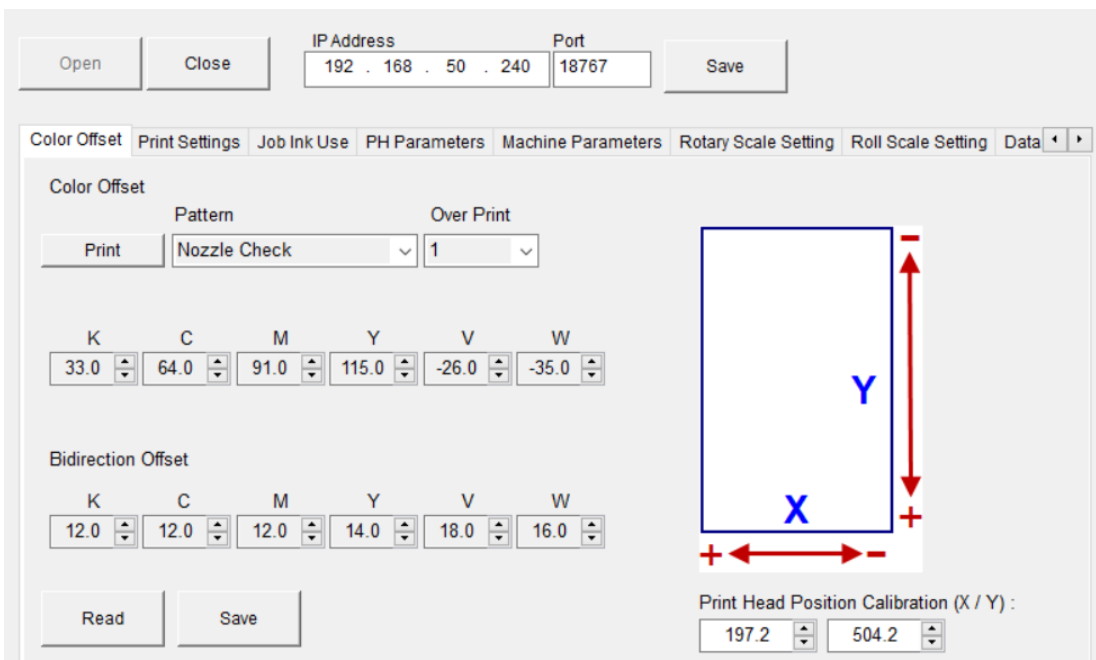 IP Address Port
Open Close 192 . 168 . 50 . 240 18767 Save
Color Offset Print Settings Job Ink Use PH Parameters Machine Parameters Rotary Scale Setting Roll Scale Setting Data
Color Offset
Pattern Over Print
Print Nozzle Check 1
K C M Y V W
33.0 64.0 91.0 115.0 -26.0 -35.0
Bidirection Offset
K C M Y V W
12.0 12.0 12.0 14.0 18.0 16.0
Read Save
-
Y
X
+
+ -
Print Head Position Calibration (X / Y) :
197.2 504.2